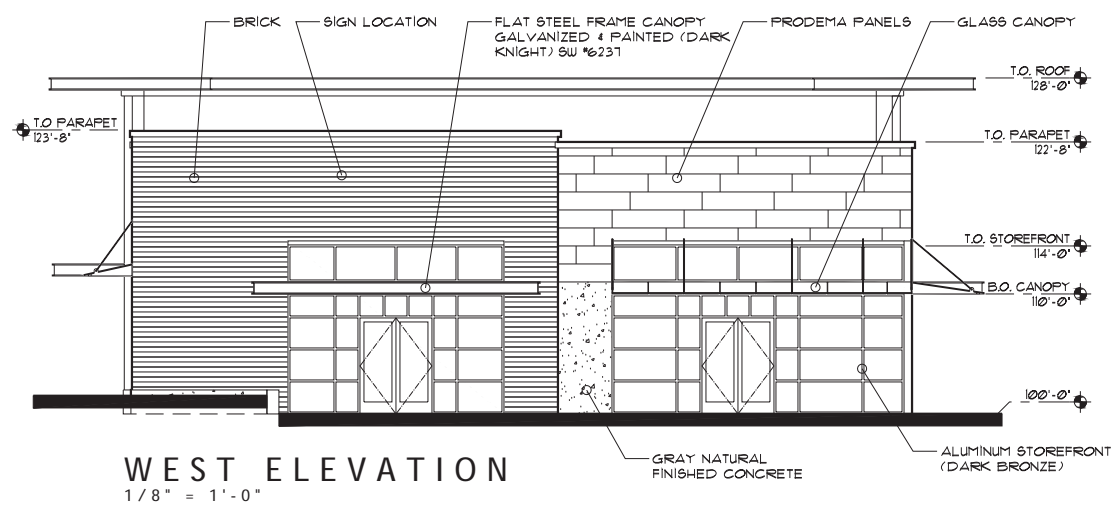 BRICK
SIGN LOCATION
FLAT STEEL FRAME CANOPY
GALVANIZED & PAINTED (DARK
KNIGHT) SW #6237
PRODEMA PANELS
GLASS CANOPY
T.O. ROOF
128'-0"
T.O PARAPET
123'-8"
T.O. PARAPET
122'-8"
T.O. STOREFRONT
114'-0"
B.O. CANOPY
110'-0"
100'-0"
GRAY NATURAL
FINISHED CONCRETE
ALUMINUM STOREFRONT
(DARK BRONZE)
WEST ELEVATION
1/8" = 1'-0"